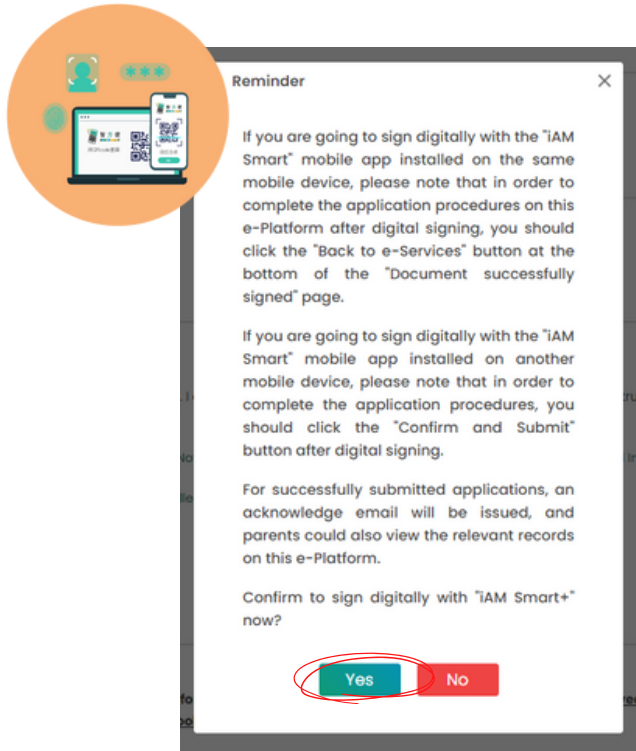 ***
智方便
智方便
Reminder
If you are going to sign digitally with the "iAM
Smart" mobile app installed on the same
mobile device, please note that in order to
complete the application procedures on this
e-Platform after digital signing, you should
click the "Back to e-Services" button at the
bottom of the "Document successfully
signed" page.
If you are going to sign digitally with the "iAM
Smart" mobile app installed on another
mobile device, please note that in order to
complete the application procedures, you
should click the "Confirm and Submit"
button after digital signing.
For successfully submitted applications, an
acknowledge email will be issued, and
parents could also view the relevant records
on this e-Platform.
Confirm to sign digitally with "iAM Smart+"
now?
Yes No